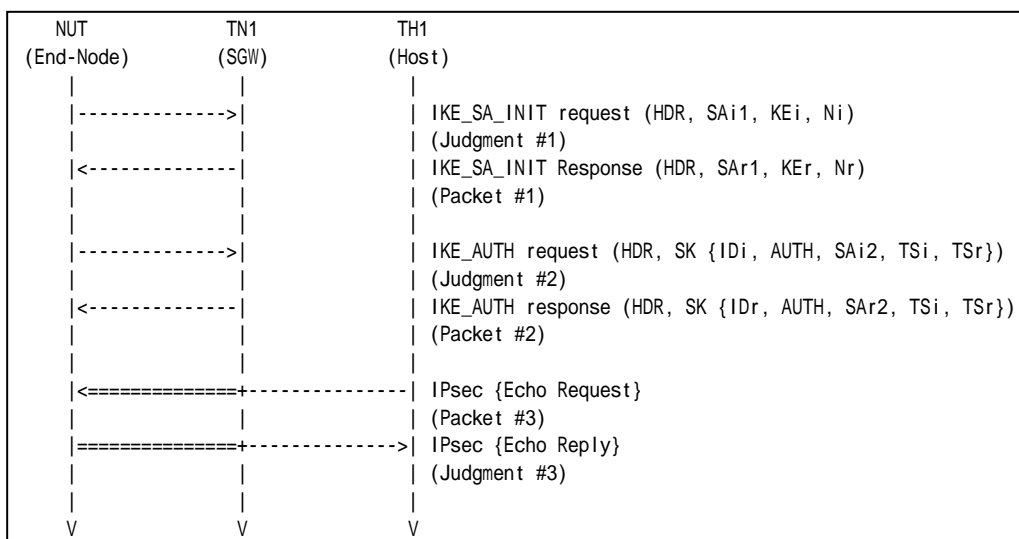 NUT TN1 TH1
(End-Node) (SGW) (Host)
| | |
|-------------->| | IKE_SA_INIT request (HDR, SAi1, KEi, Ni)
| | | (Judgment #1)
|<--------------| | IKE_SA_INIT Response (HDR, SAr1, KEr, Nr)
| | | (Packet #1)
| | |
|-------------->| | IKE_AUTH request (HDR, SK {IDi, AUTH, SAi2, TSi, TSr})
| | | (Judgment #2)
|<--------------| | IKE_AUTH response (HDR, SK {IDr, AUTH, SAr2, TSi, TSr})
| | | (Packet #2)
| | |
|<==============+---------------| IPsec {Echo Request}
| | | (Packet #3)
|===============+-------------->| IPsec {Echo Reply}
| | | (Judgment #3)
| | |
V V V